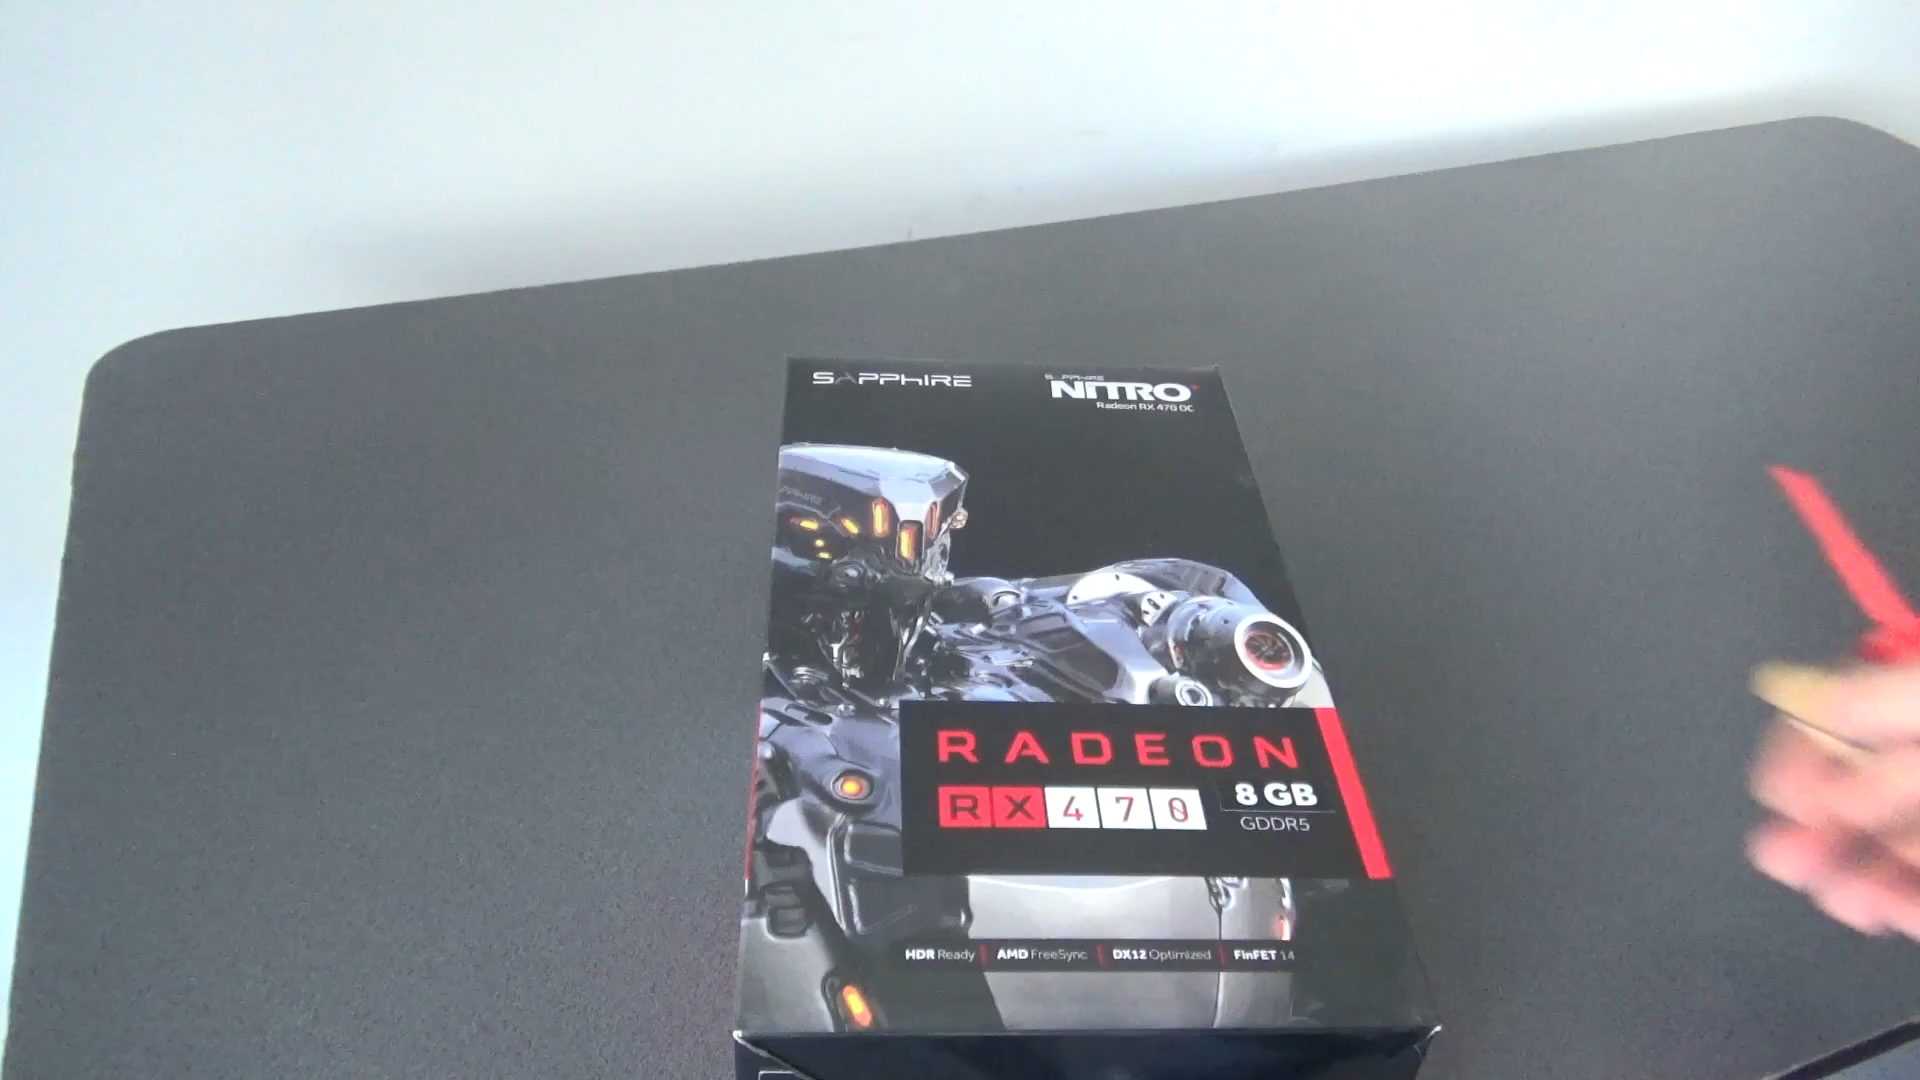 SAPPHIRE
SAPPHIRE
NITRO+
Radeon RX 470 OC
RADEON
RX 470
8 GB
GDDR5
HDR Ready
AMD FreeSync
DX12 Optimized
FinFET 14